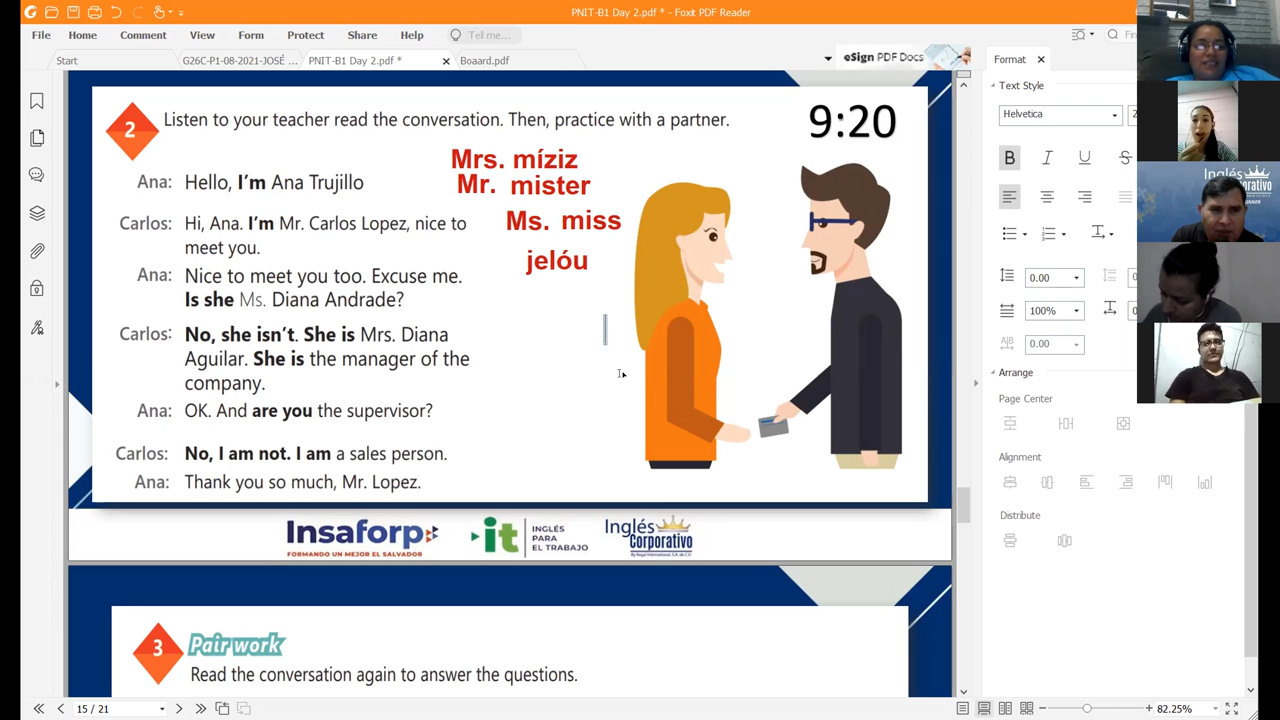 PNIT-B1 Day 2.pdf * - Foxit PDF Reader
File Home Comment View Form Protect Share Help Tell me...
Start G26C-P1-08-2021-JOSÉ ... PNIT-B1 Day 2.pdf * Boaard.pdf eSign PDF Docs
Format
Text Style
Helvetica
B I U S
0.00
100%
0.00
Arrange
Page Center
Alignment
Distribute
2 Listen to your teacher read the conversation. Then, practice with a partner.
9:20
Mrs. míziz
Mr. mister
Ms. miss
jelóu
Ana: Hello, I'm Ana Trujillo
Carlos: Hi, Ana. I'm Mr. Carlos Lopez, nice to
meet you.
Ana: Nice to meet you too. Excuse me.
Is she Ms. Diana Andrade?
Carlos: No, she isn't. She is Mrs. Diana
Aguilar. She is the manager of the
company.
Ana: OK. And are you the supervisor?
Carlos: No, I am not. I am a sales person.
Ana: Thank you so much, Mr. Lopez.
Insaforp
FORMANDO UN MEJOR EL SALVADOR
it INGLÉS
PARA
EL TRABAJO
Inglés
Corporativo
3 Pair work
Read the conversation again to answer the questions.
15 / 21
82.25%